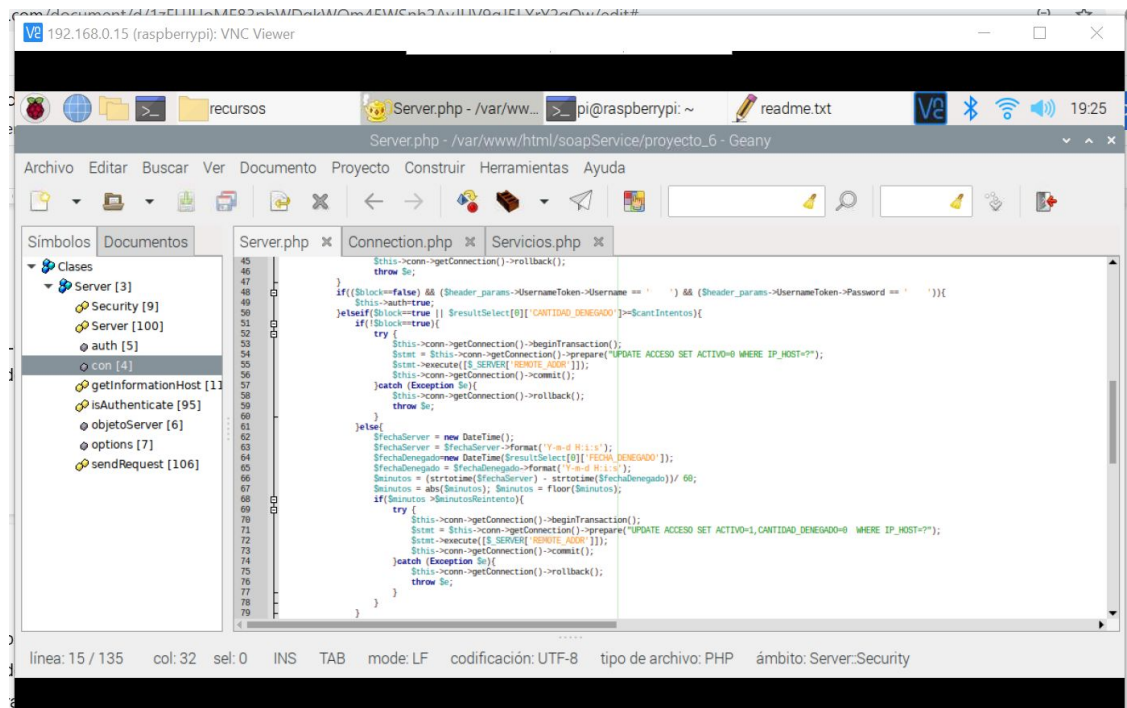 192.168.0.15 (raspberrypi): VNC Viewer
recursos
Server.php - /var/ww...
pi@raspberrypi: ~
readme.txt
19:25
Server.php - /var/www/html/soapService/proyecto_6 - Geany
Archivo Editar Buscar Ver Documento Proyecto Construir Herramientas Ayuda
Símbolos Documentos
Server.php Connection.php Servicios.php
Clases
Server [3]
Security [9]
Server [100]
auth [5]
con [4]
getInformationHost [11
isAuthenticate [95]
objetoServer [6]
options [7]
sendRequest [106]
45 $this->conn->getConnection()->rollback();
46 throw $e;
47 }
48 if(($block==false) && ($header_params->UsernameToken->Username == '    ') && ($header_params->UsernameToken->Password == '    ')){
49 $this->auth=true;
50 }elseif($block==true || $resultSelect[0]['CANTIDAD_DENEGADO']>=$cantIntentos){
51 if(!$block==true){
52 try {
53 $this->conn->getConnection()->beginTransaction();
54 $stmt = $this->conn->getConnection()->prepare("UPDATE ACCESO SET ACTIVO=0 WHERE IP_HOST=?");
55 $stmt->execute([$_SERVER['REMOTE_ADDR']]);
56 $this->conn->getConnection()->commit();
57 }catch (Exception $e){
58 $this->conn->getConnection()->rollback();
59 throw $e;
60 }
61 }else{
62 $fechaServer = new DateTime();
63 $fechaServer = $fechaServer->format('Y-m-d H:i:s');
64 $fechaDenegado=new DateTime($resultSelect[0]['FECHA_DENEGADO']);
65 $fechaDenegado = $fechaDenegado->format('Y-m-d H:i:s');
66 $minutos = (strtotime($fechaServer) - strtotime($fechaDenegado))/ 60;
67 $minutos = abs($minutos); $minutos = floor($minutos);
68 if($minutos >$minutosReintento){
69 try {
70 $this->conn->getConnection()->beginTransaction();
71 $stmt = $this->conn->getConnection()->prepare("UPDATE ACCESO SET ACTIVO=1,CANTIDAD_DENEGADO=0  WHERE IP_HOST=?");
72 $stmt->execute([$_SERVER['REMOTE_ADDR']]);
73 $this->conn->getConnection()->commit();
74 }catch (Exception $e){
75 $this->conn->getConnection()->rollback();
76 throw $e;
77 }
78 }
79 }
línea: 15 / 135 col: 32 sel: 0 INS TAB mode: LF codificación: UTF-8 tipo de archivo: PHP ámbito: Server::Security